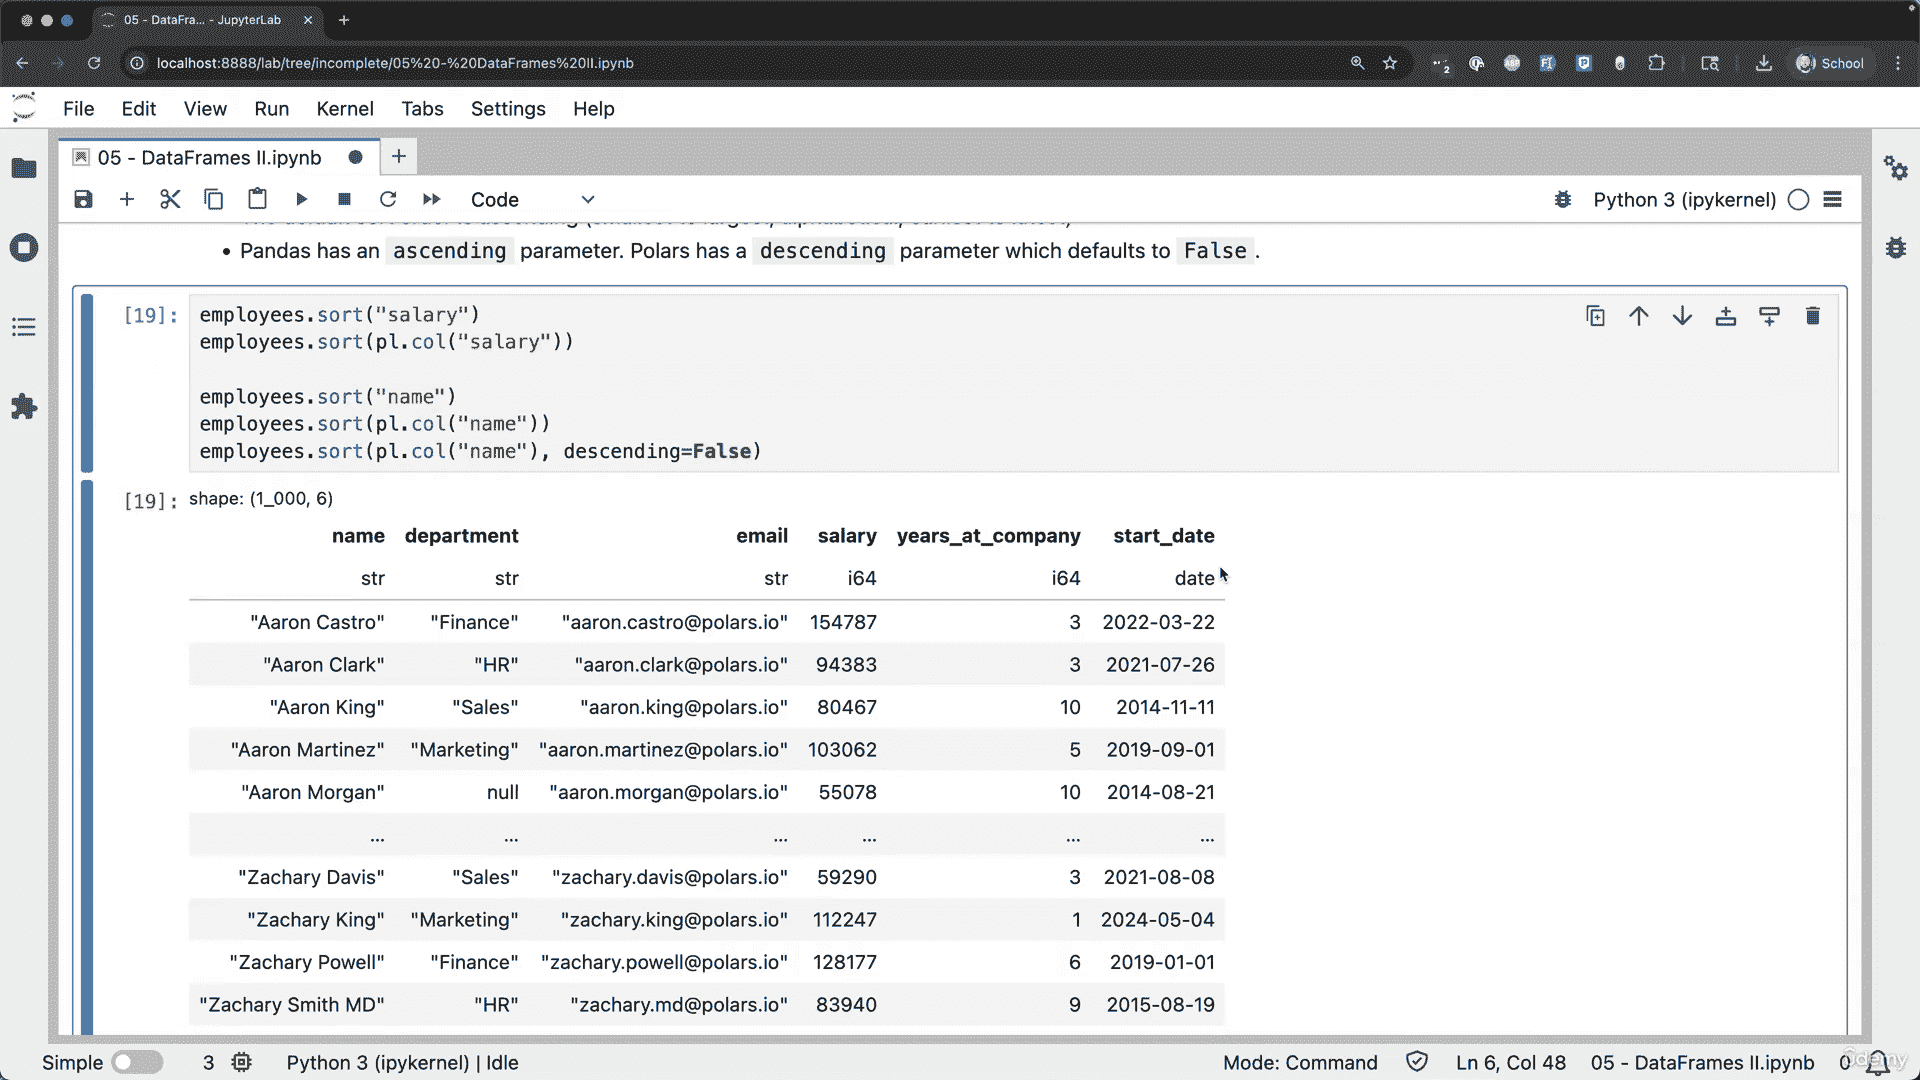 05 - DataFra... - JupyterLab
localhost:8888/lab/tree/incomplete/05%20-%20DataFrames%20II.ipynb
2
ABP
School
File Edit View Run Kernel Tabs Settings Help
05 - DataFrames II.ipynb
Code
Python 3 (ipykernel)
• Pandas has an ascending parameter. Polars has a descending parameter which defaults to False.
[19]:
employees.sort("salary")
employees.sort(pl.col("salary"))
employees.sort("name")
employees.sort(pl.col("name"))
employees.sort(pl.col("name"), descending=False)
[19]: shape: (1_000, 6)
name department email salary years_at_company start_date
str str str i64 i64 date
"Aaron Castro" "Finance" "aaron.castro@polars.io" 154787 3 2022-03-22
"Aaron Clark" "HR" "aaron.clark@polars.io" 94383 3 2021-07-26
"Aaron King" "Sales" "aaron.king@polars.io" 80467 10 2014-11-11
"Aaron Martinez" "Marketing" "aaron.martinez@polars.io" 103062 5 2019-09-01
"Aaron Morgan" null "aaron.morgan@polars.io" 55078 10 2014-08-21
… … … … … …
"Zachary Davis" "Sales" "zachary.davis@polars.io" 59290 3 2021-08-08
"Zachary King" "Marketing" "zachary.king@polars.io" 112247 1 2024-05-04
"Zachary Powell" "Finance" "zachary.powell@polars.io" 128177 6 2019-01-01
"Zachary Smith MD" "HR" "zachary.md@polars.io" 83940 9 2015-08-19
Simple 3 Python 3 (ipykernel) | Idle Mode: Command Ln 6, Col 48 05 - DataFrames II.ipynb 0
udemy